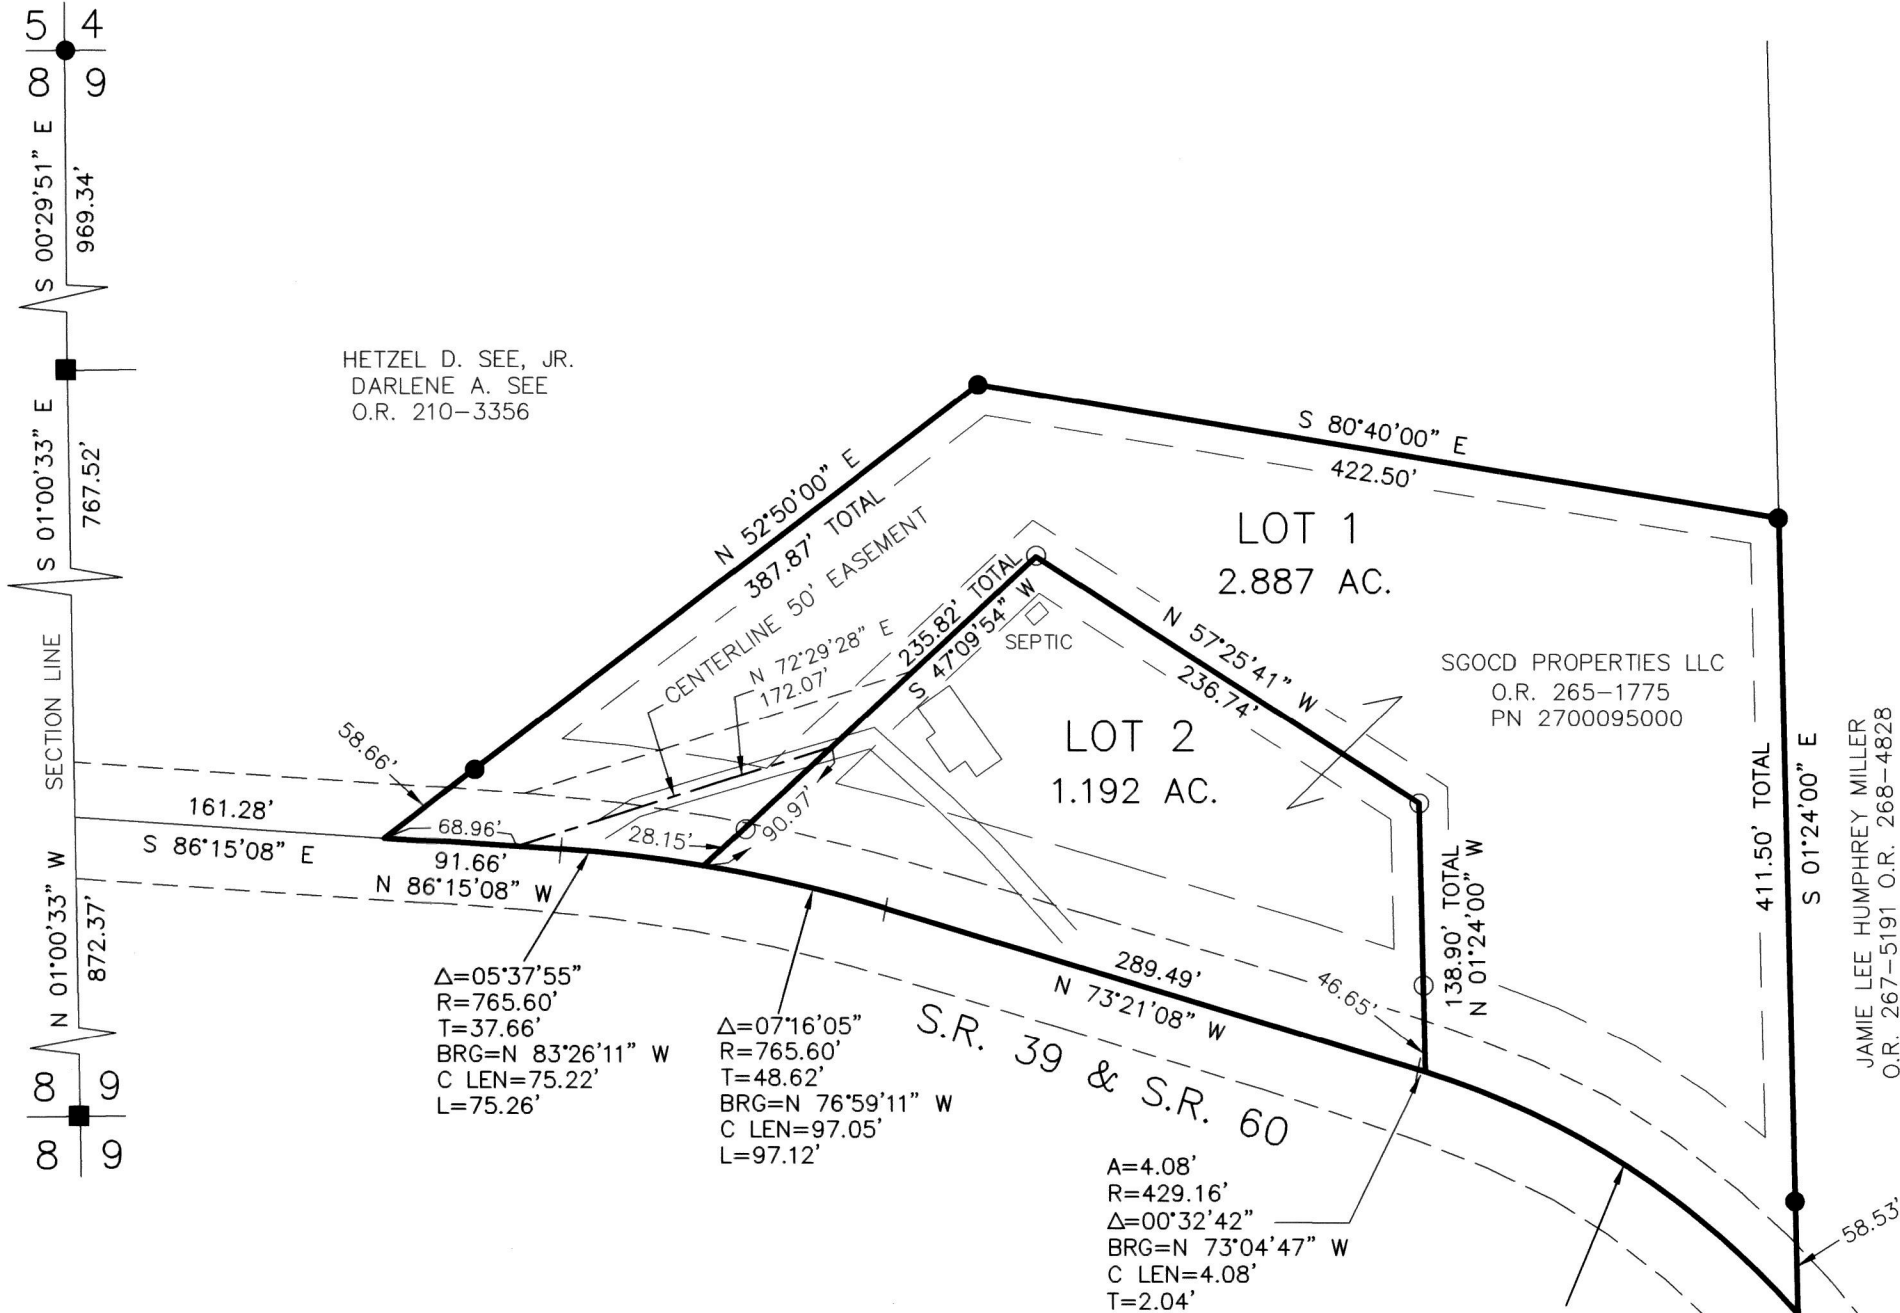 5 4
8 9
S 00°29'51" E
969.34'
S 01°00'33" E
767.52'
SECTION LINE
N 01°00'33" W
872.37'
8 9
8 9
HETZEL D. SEE, JR.
DARLENE A. SEE
O.R. 210-3356
N 52°50'00" E
387.87' TOTAL
CENTERLINE 50' EASEMENT
N 72°29'28" E
172.07'
S 80°40'00" E
422.50'
LOT 1
2.887 AC.
235.82' TOTAL
S 47°09'54" W
SEPTIC
N 57°25'41" W
236.74'
SGOCD PROPERTIES LLC
O.R. 265-1775
PN 2700095000
LOT 2
1.192 AC.
58.66'
161.28'
S 86°15'08" E
68.96'
28.15'
90.97'
91.66'
N 86°15'08" W
411.50' TOTAL
S 01°24'00" E
JAMIE LEE HUMPHREY MILLER
O.R. 267-5191 O.R. 268-4828
138.90' TOTAL
N 01°24'00" W
46.65'
289.49'
N 73°21'08" W
S.R. 39 & S.R. 60
Δ=05°37'55"
R=765.60'
T=37.66'
BRG=N 83°26'11" W
C LEN=75.22'
L=75.26'
Δ=07°16'05"
R=765.60'
T=48.62'
BRG=N 76°59'11" W
C LEN=97.05'
L=97.12'
A=4.08'
R=429.16'
Δ=00°32'42"
BRG=N 73°04'47" W
C LEN=4.08'
T=2.04'
58.53'